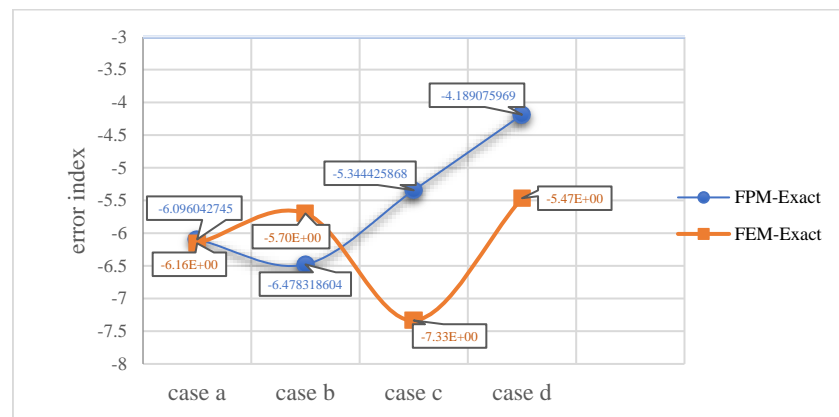 -3
-3.5
-4
-4.5
-5
-5.5
-6
-6.5
-7
-7.5
-8
error index
-4.189075969
-5.344425868
-6.096042745
-5.47E+00
-5.70E+00
-6.16E+00
-6.478318604
-7.33E+00
case a case b case c case d
FPM-Exact
FEM-Exact